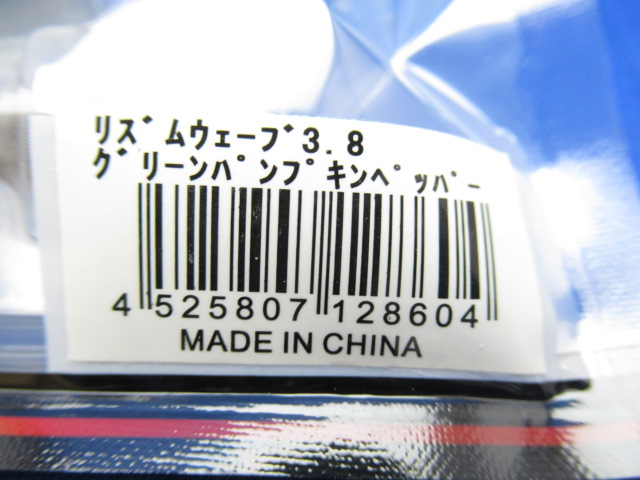 ﾘｽﾞﾑｳｪｰﾌﾞ3.8
ｸﾞﾘｰﾝﾊﾟﾝﾌﾟｷﾝﾍﾟｯﾊﾟｰ
4 525807 128604
MADE IN CHINA